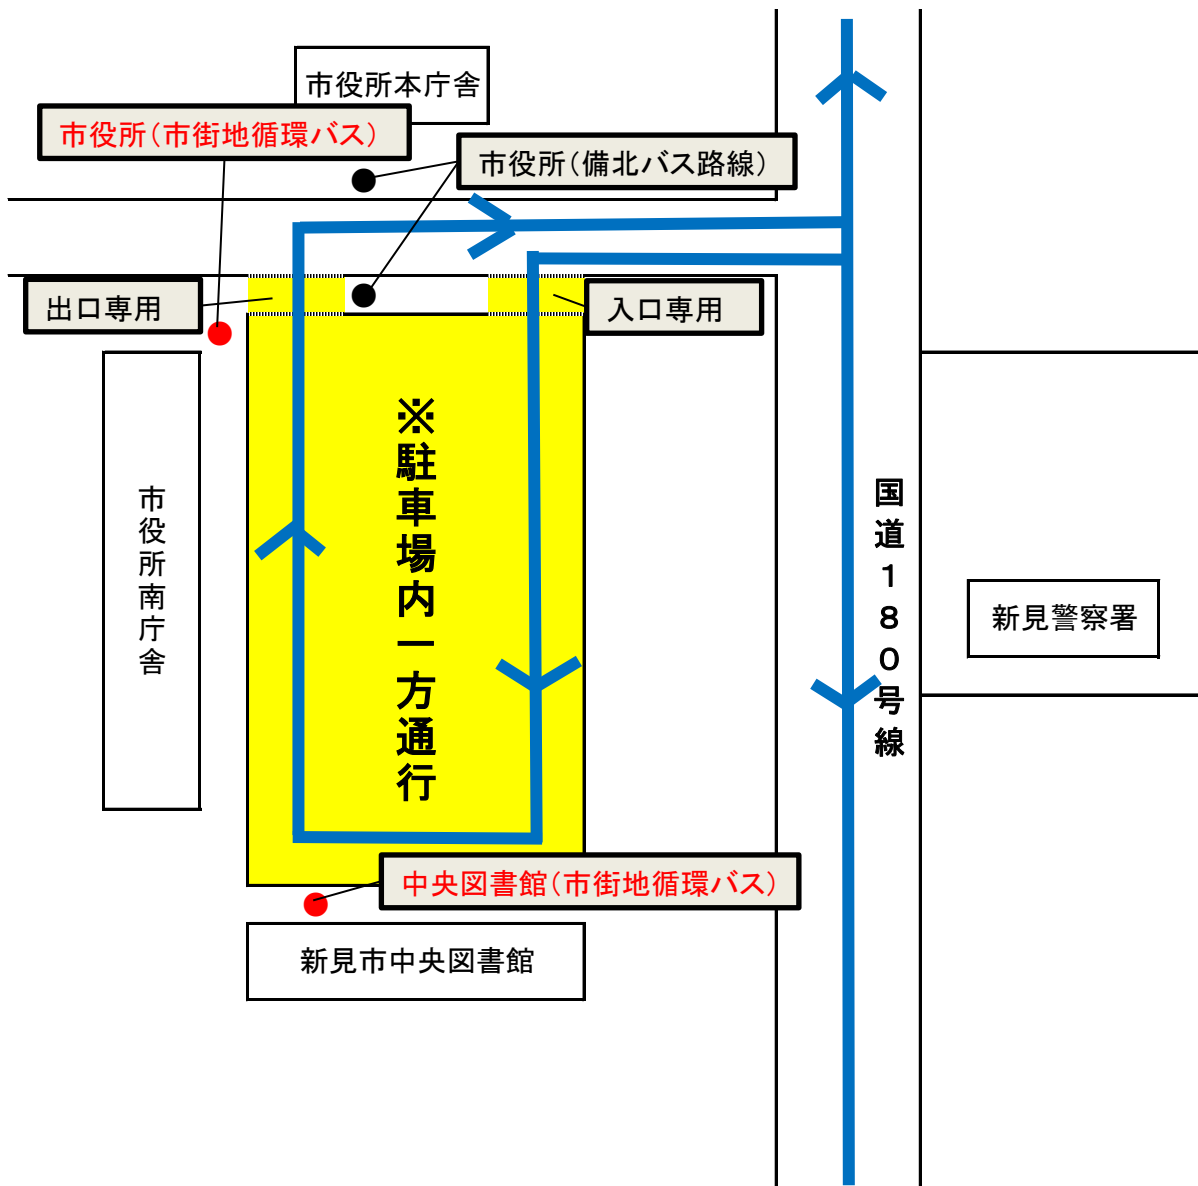 市役所本庁舎
市役所(市街地循環バス)
市役所(備北バス路線)
出口専用
入口専用
※駐車場内一方通行
市役所南庁舎
国道180号線
新見警察署
中央図書館(市街地循環バス)
新見市中央図書館